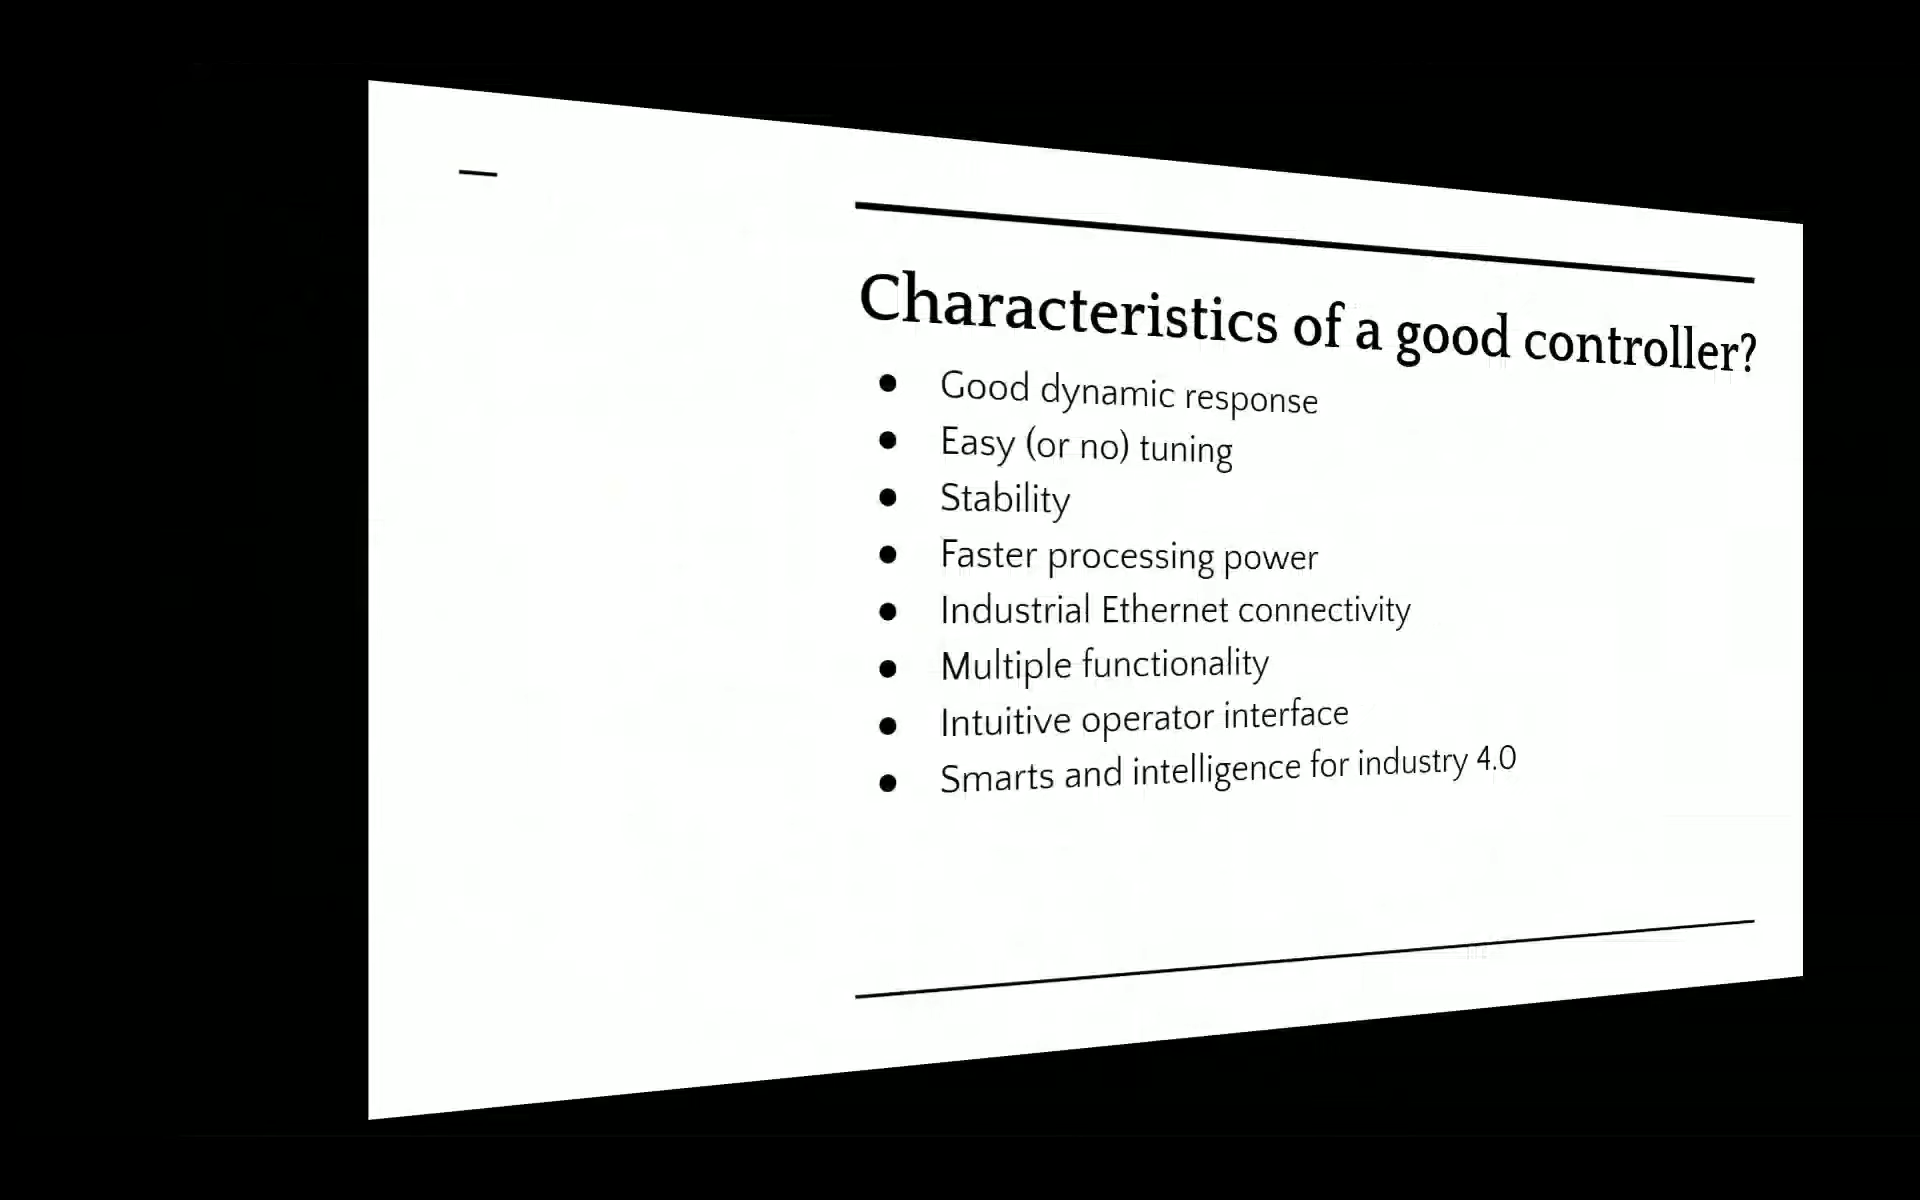 Characteristics of a good controller?
● Good dynamic response
● Easy (or no) tuning
● Stability
● Faster processing power
● Industrial Ethernet connectivity
● Multiple functionality
● Intuitive operator interface
● Smarts and intelligence for industry 4.0